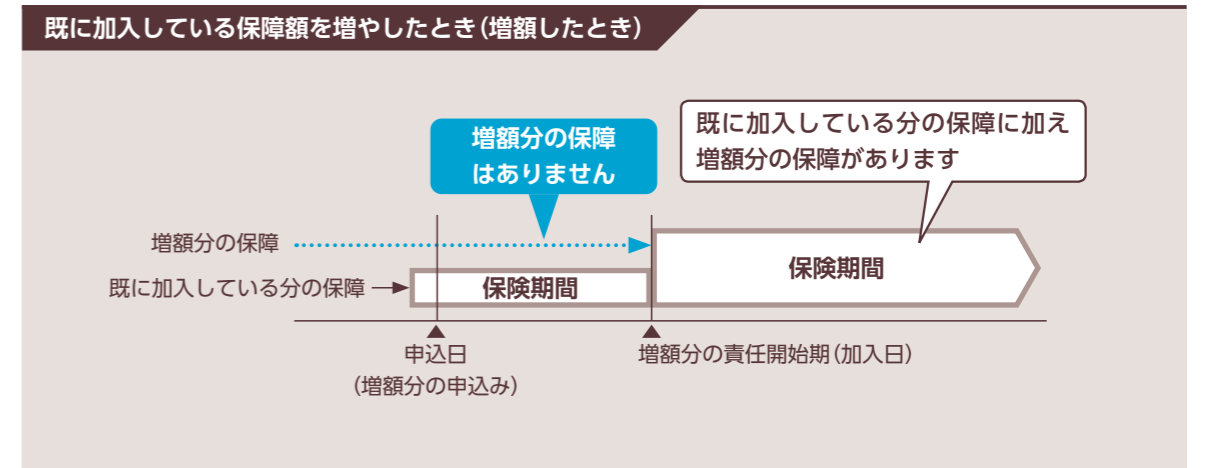 既に加入している保障額を増やしたとき（増額したとき）
増額分の保障
はありません
既に加入している分の保障に加え
増額分の保障があります
増額分の保障
保険期間
既に加入している分の保障
保険期間
申込日
（増額分の申込み）
増額分の責任開始期（加入日）